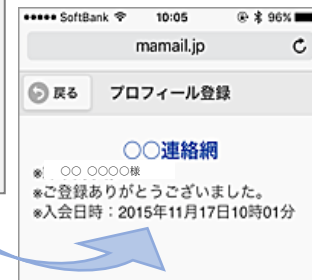 ●●●●● SoftBank 10:05 96%
mamail.jp
戻る プロフィール登録
○○連絡網
※ ○○ ○○○○様
※ご登録ありがとうございました。
※入会日時：2015年11月17日10時01分